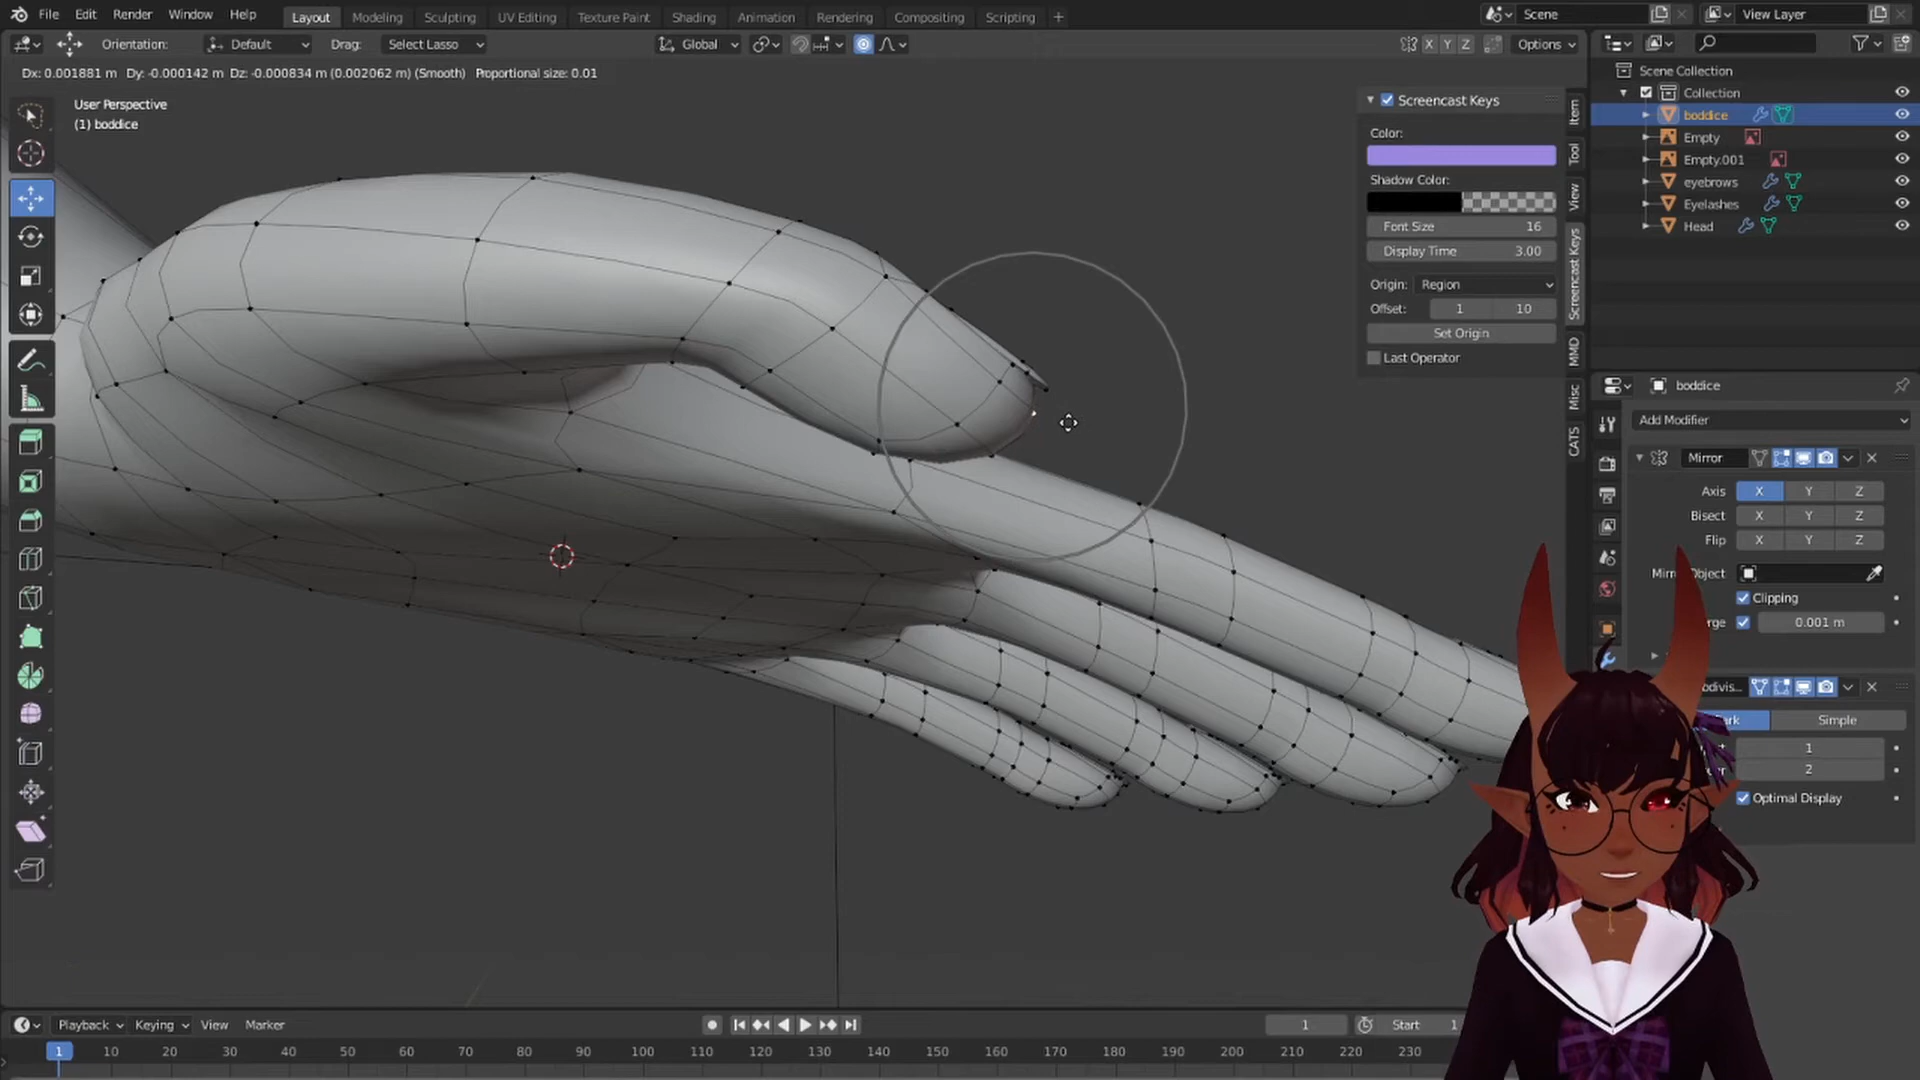 File Edit Render Window Help
Layout Modeling Sculpting UV Editing Texture Paint Shading Animation Rendering Compositing Scripting +
Scene
View Layer
Orientation: Default Drag: Select Lasso
Global
X Y Z Options
Dx: 0.001881 m Dy: -0.000142 m Dz: -0.000834 m (0.002062 m) (Smooth) Proportional size: 0.01
User Perspective
(1) boddice
Screencast Keys
Color:
Shadow Color:
Font Size 16
Display Time 3.00
Origin: Region
Offset: 1 10
Set Origin
Last Operator
Item
Tool
View
Screencast Keys
MMD
Misc
CATS
Scene Collection
Collection
boddice
Empty
Empty.001
eyebrows
Eyelashes
Head
boddice
Add Modifier
Mirror
Axis X Y Z
Bisect X Y Z
Flip X Y Z
Object
Clipping
0.001 m
Simple
1
2
Optimal Display
Playback Keying View Marker
1 Start 1
1 10 20 30 40 50 60 70 80 90 100 110 120 130 140 150 160 170 180 190 200 210 220 230